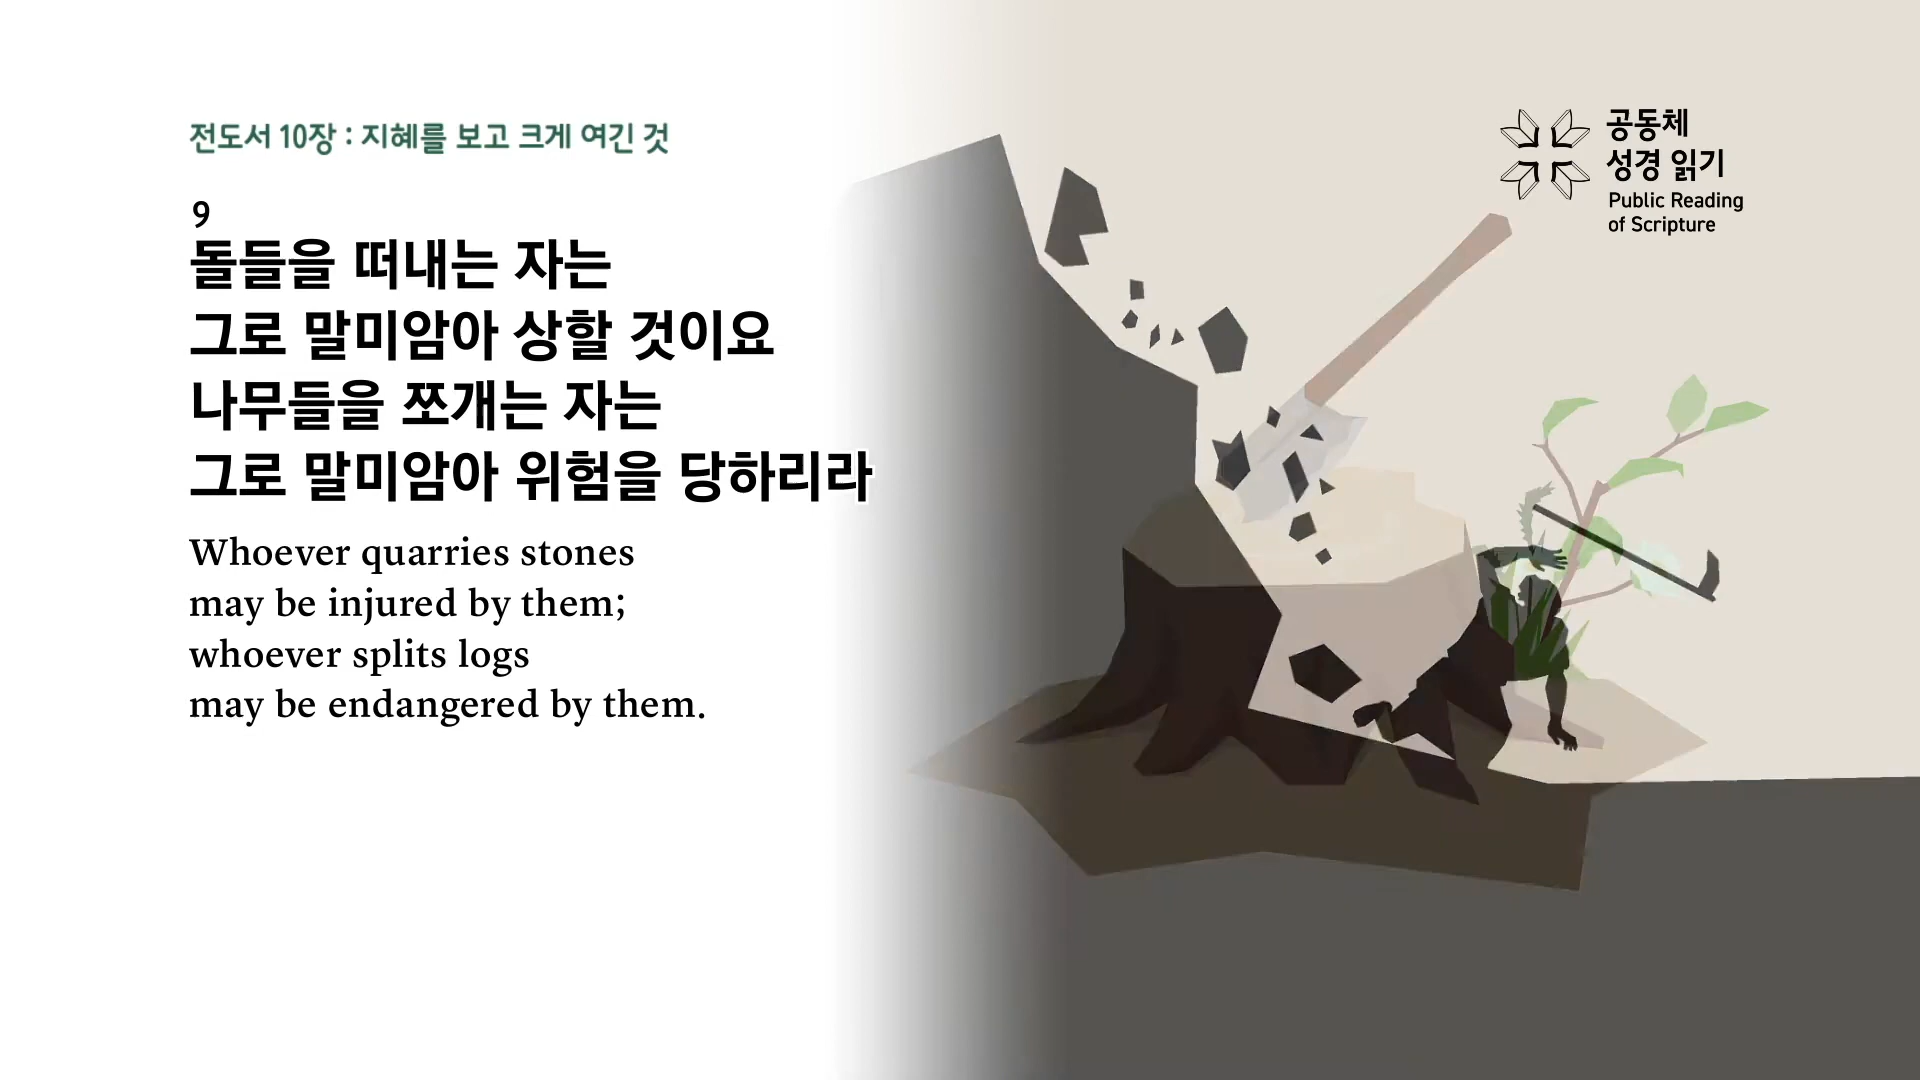 전도서 10장 : 지혜를 보고 크게 여긴 것
9
돌들을 떠내는 자는
그로 말미암아 상할 것이요
나무들을 쪼개는 자는
그로 말미암아 위험을 당하리라
Whoever quarries stones
may be injured by them;
whoever splits logs
may be endangered by them.
공동체
성경 읽기
Public Reading
of Scripture